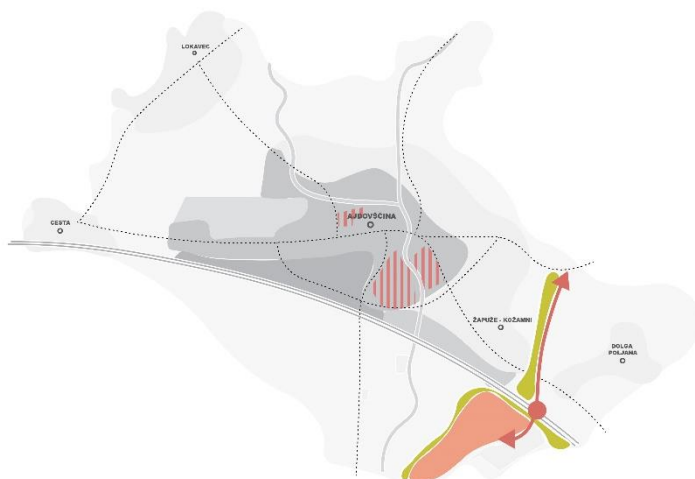 LOKAVEC
AJDOVŠČINA
CESTA
ŽAPUŽE - KOŽAMNI
DOLGA
POLJANA